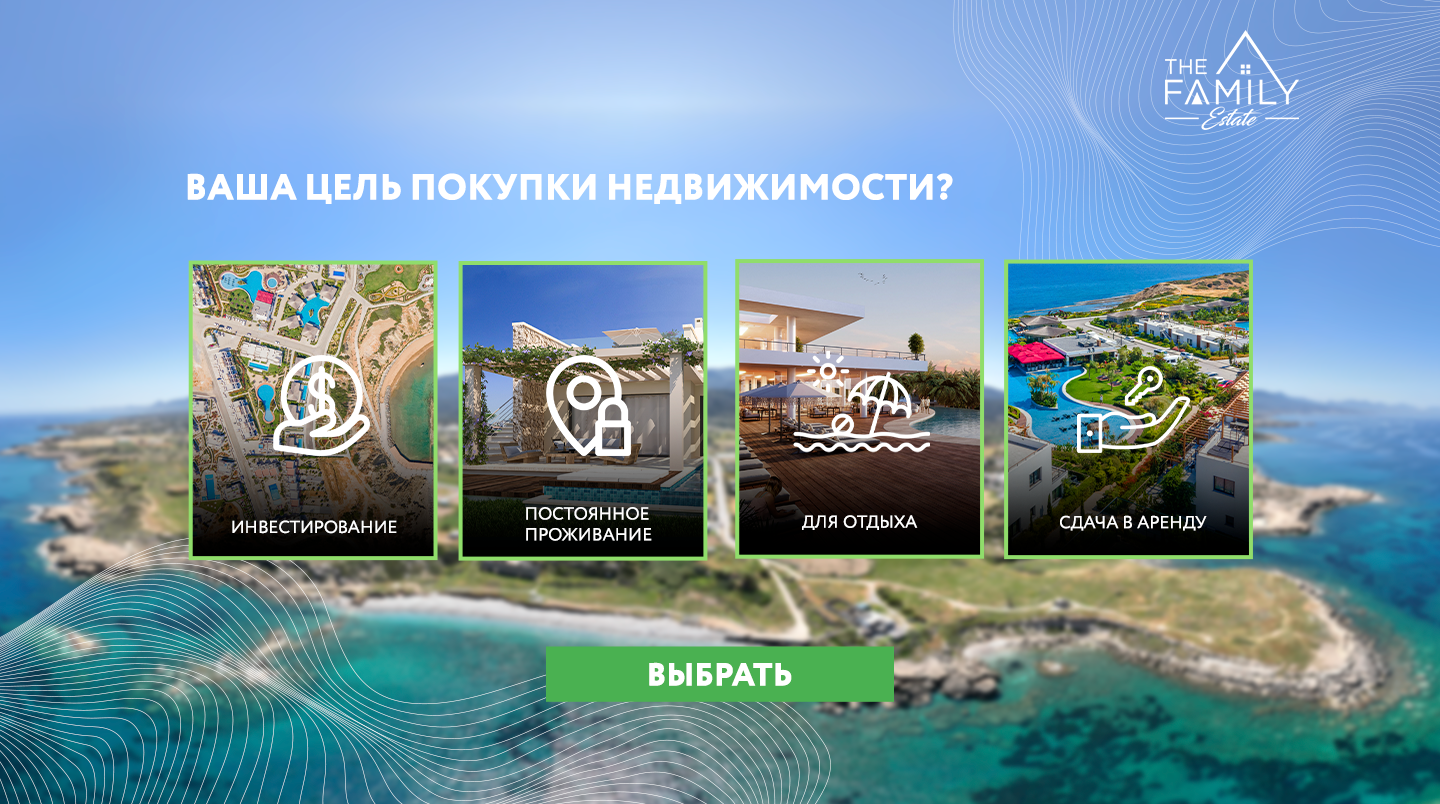 THE
FAMILY
Estate
ВАША ЦЕЛЬ ПОКУПКИ НЕДВИЖИМОСТИ?
ИНВЕСТИРОВАНИЕ
ПОСТОЯННОЕ
ПРОЖИВАНИЕ
ДЛЯ ОТДЫХА
СДАЧА В АРЕНДУ
ВЫБРАТЬ